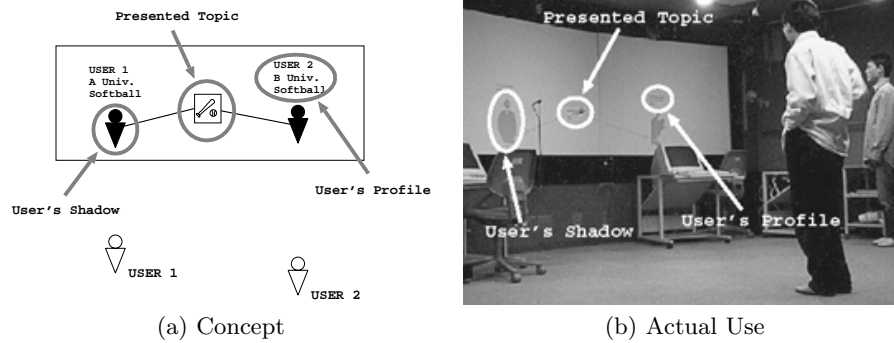 Presented Topic
USER 1
A Univ.
Softball
USER 2
B Univ.
Softball
User's Profile
User's Shadow
USER 1
USER 2
(a) Concept
Presented Topic
User's Profile
User's Shadow
(b) Actual Use